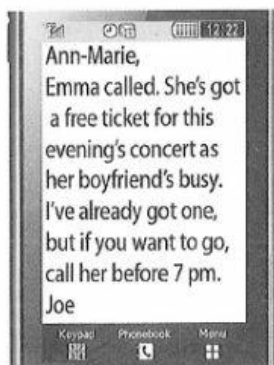 12:22
Ann-Marie,
Emma called. She's got
a free ticket for this
evening's concert as
her boyfriend's busy.
I've already got one,
but if you want to go,
call her before 7 pm.
Joe
Keypad Phonebook Menu